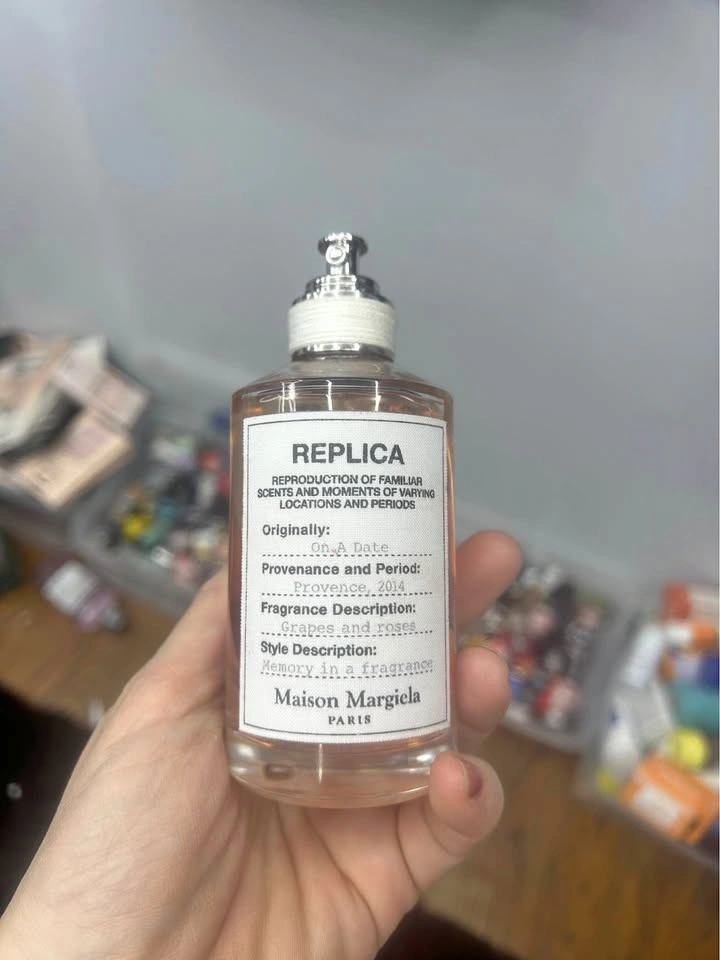 REPLICA
REPRODUCTION OF FAMILIAR
SCENTS AND MOMENTS OF VARYING
LOCATIONS AND PERIODS
Originally:
On A Date
Provenance and Period:
Provence, 2014
Fragrance Description:
Grapes and roses
Style Description:
Memory in a fragrance
Maison Margiela
PARIS